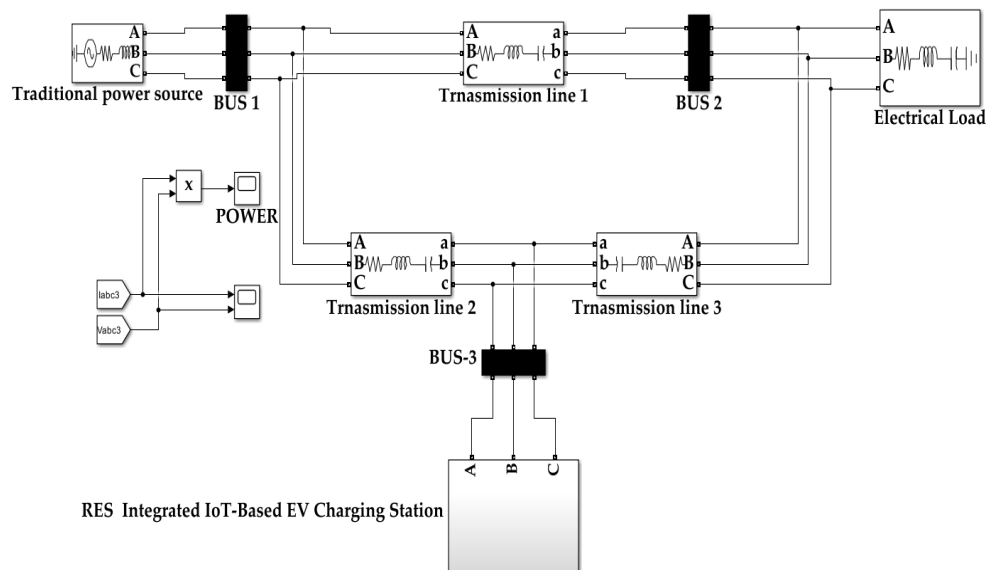 A
B
C
Traditional power source
BUS 1
A
B
C
a
b
c
Trnasmission line 1
BUS 2
A
B
C
Electrical Load
x
POWER
Iabc3
Vabc3
A
B
C
a
b
c
Trnasmission line 2
a
b
c
A
B
C
Trnasmission line 3
BUS-3
A
B
C
RES Integrated IoT-Based EV Charging Station